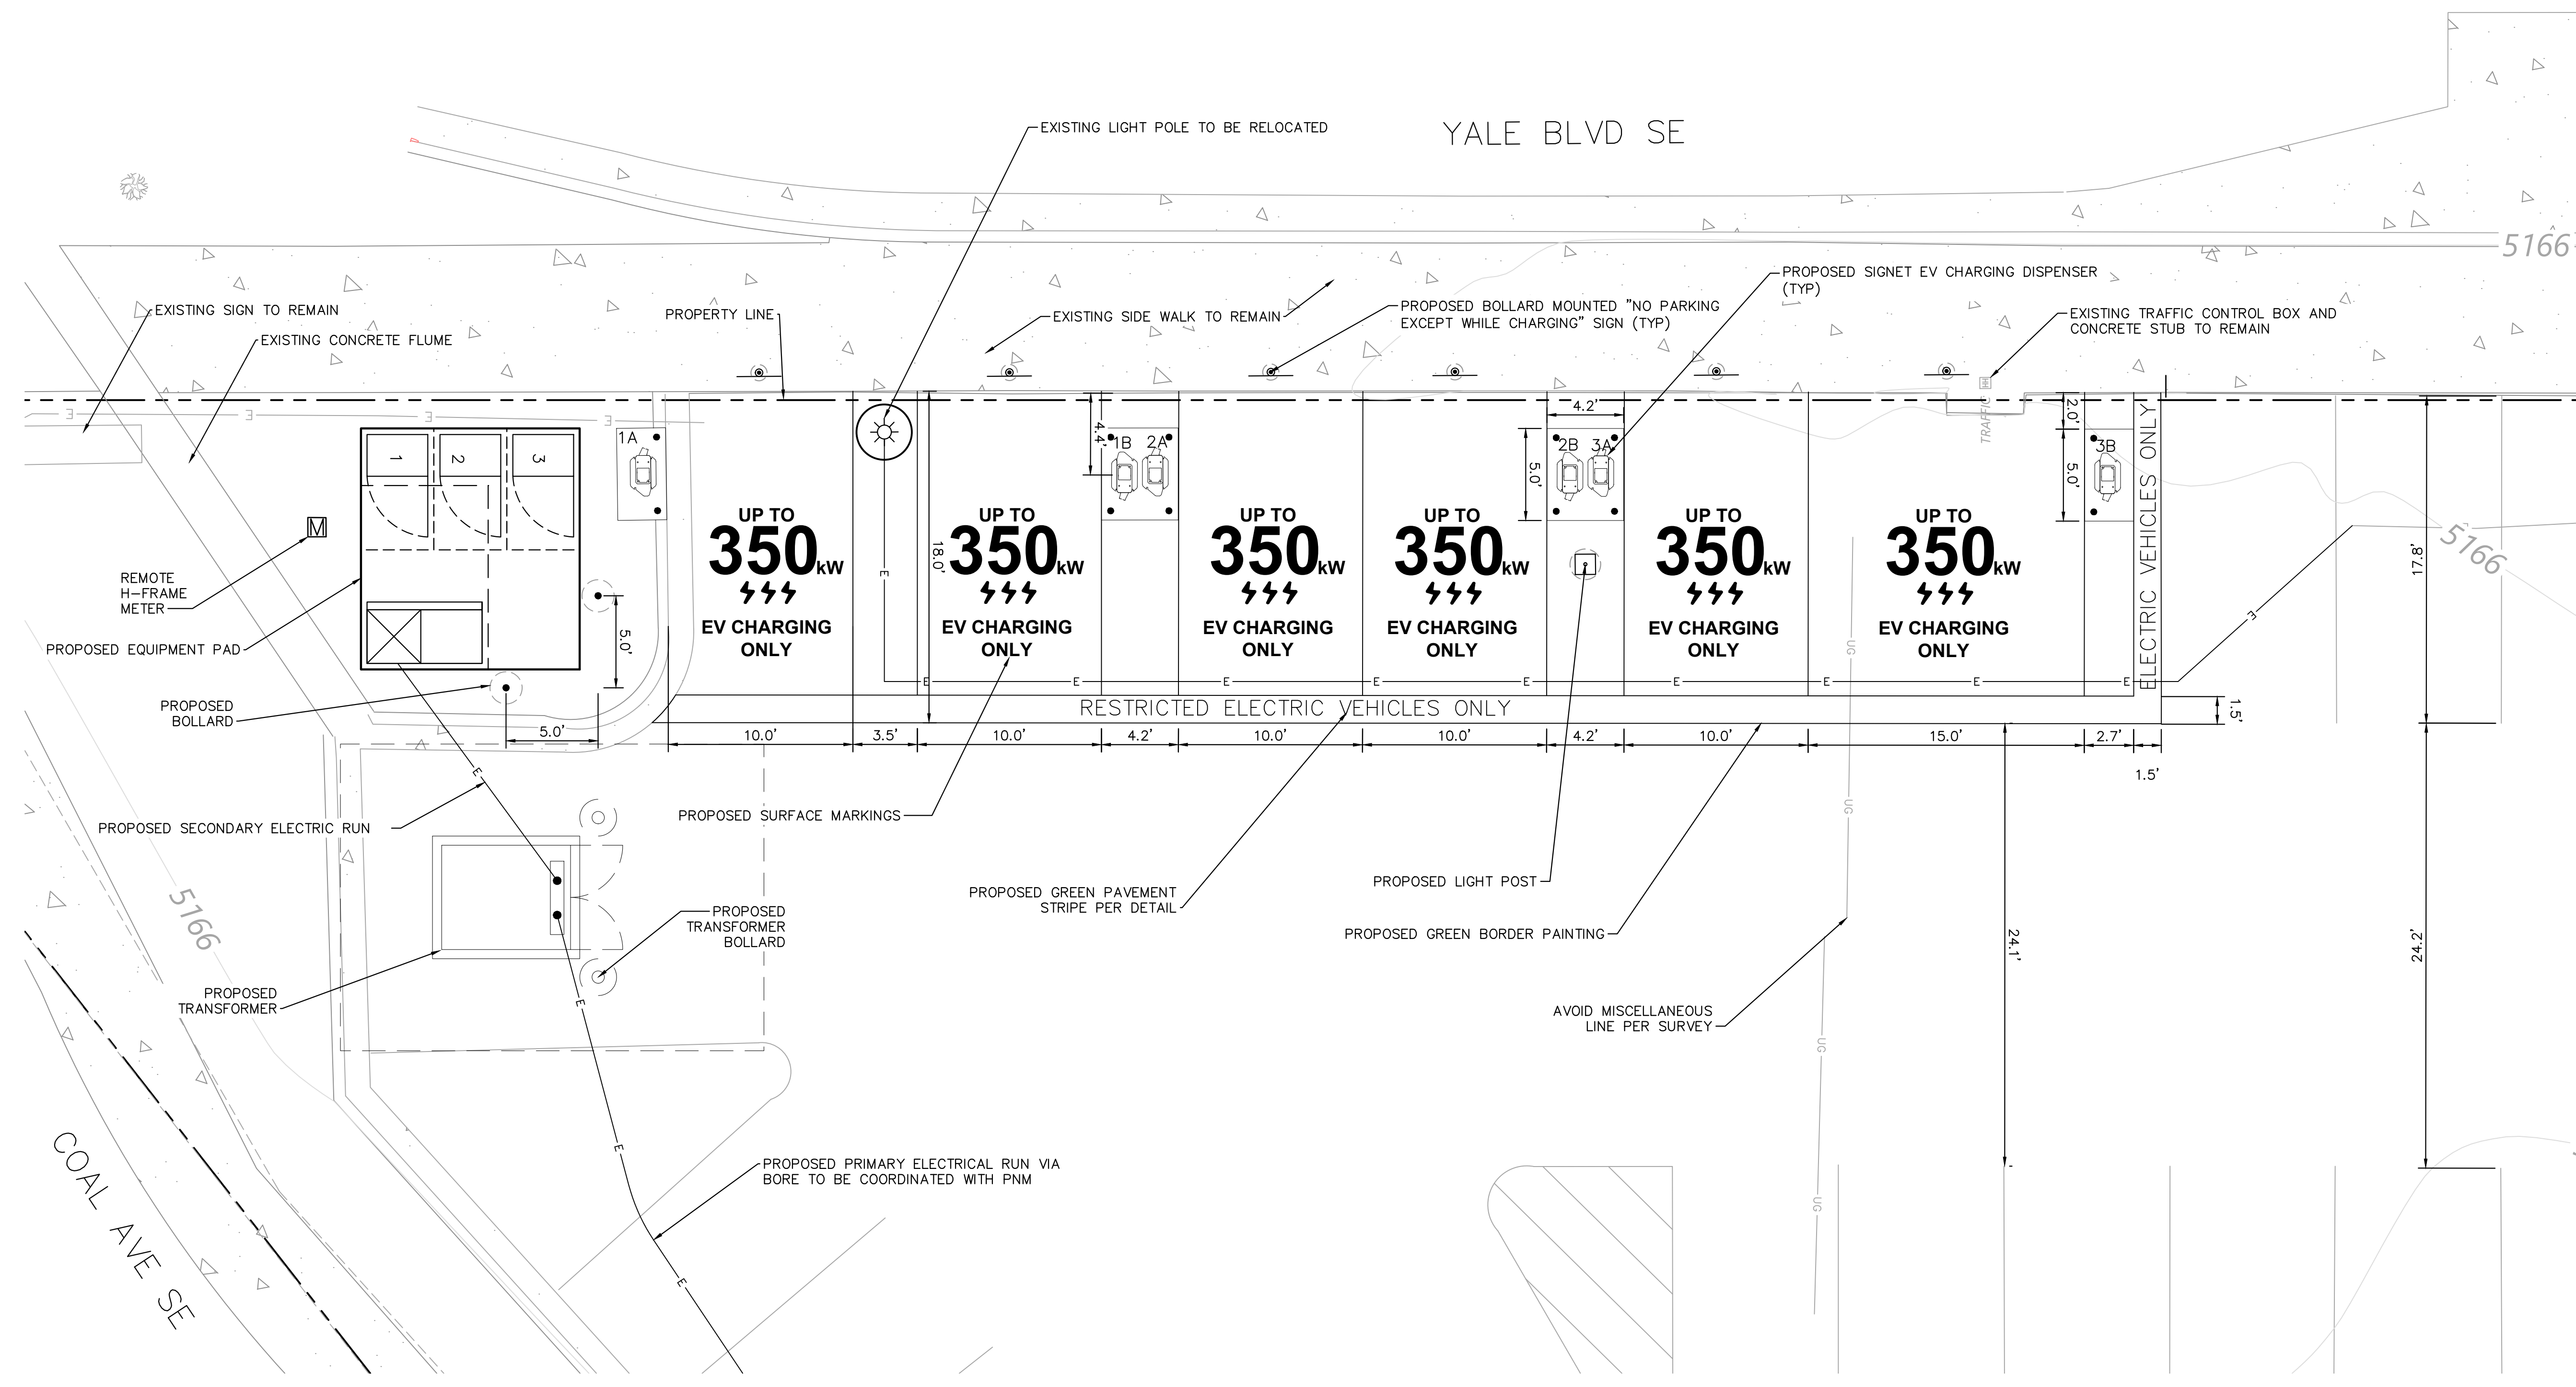 YALE BLVD SE
EXISTING LIGHT POLE TO BE RELOCATED
5166
PROPOSED SIGNET EV CHARGING DISPENSER
(TYP)
EXISTING SIGN TO REMAIN
EXISTING CONCRETE FLUME
PROPERTY LINE
EXISTING SIDE WALK TO REMAIN
PROPOSED BOLLARD MOUNTED "NO PARKING
EXCEPT WHILE CHARGING" SIGN (TYP)
EXISTING TRAFFIC CONTROL BOX AND
CONCRETE STUB TO REMAIN
E
E
E
E
TRAFFIC
1
2
3
1A
4.4'
1B
2A
4.2'
5.0'
2B
3A
2.0'
5.0'
3B
ELECTRIC VEHICLES ONLY
M
REMOTE
H-FRAME
METER
PROPOSED EQUIPMENT PAD
PROPOSED
BOLLARD
5.0'
5.0'
UP TO
350kW
EV CHARGING
ONLY
E
18.0'
UP TO
350kW
EV CHARGING
ONLY
UP TO
350kW
EV CHARGING
ONLY
UP TO
350kW
EV CHARGING
ONLY
UP TO
350kW
EV CHARGING
ONLY
UP TO
350kW
EV CHARGING
ONLY
UG
E
17.8'
5166
E
E
E
E
E
E
E
E
E
RESTRICTED ELECTRIC VEHICLES ONLY
1.5'
10.0'
3.5'
10.0'
4.2'
10.0'
10.0'
4.2'
10.0'
15.0'
2.7'
1.5'
E
PROPOSED SECONDARY ELECTRIC RUN
PROPOSED SURFACE MARKINGS
UG
PROPOSED GREEN PAVEMENT
STRIPE PER DETAIL
PROPOSED LIGHT POST
PROPOSED GREEN BORDER PAINTING
24.1'
24.2'
5166
PROPOSED
TRANSFORMER
BOLLARD
PROPOSED
TRANSFORMER
E
AVOID MISCELLANEOUS
LINE PER SURVEY
UG
COAL AVE SE
E
PROPOSED PRIMARY ELECTRICAL RUN VIA
BORE TO BE COORDINATED WITH PNM
UG
E